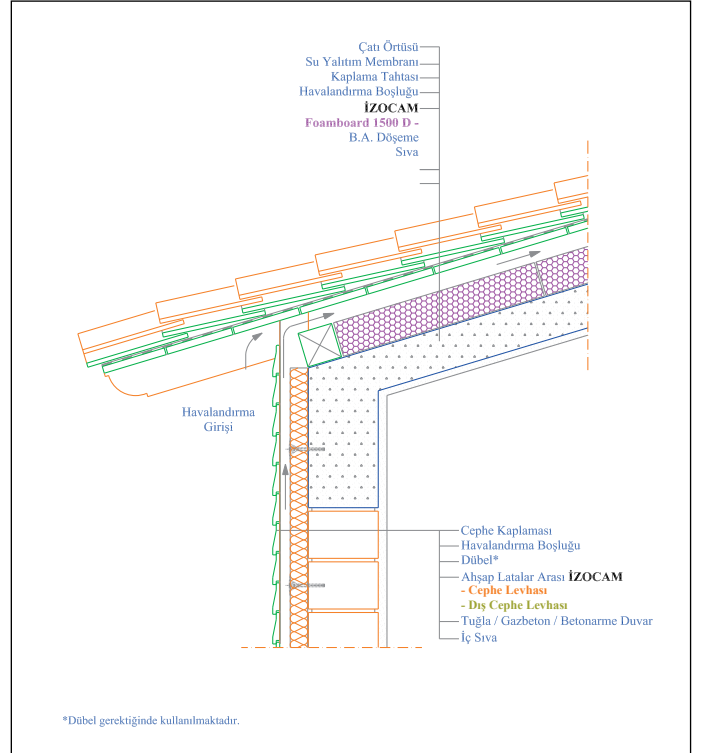 Çatı Örtüsü
Su Yalıtım Membranı
Kaplama Tahtası
Havalandırma Boşluğu
İZOCAM
Foamboard 1500 D -
B.A. Döşeme
Sıva
Havalandırma
Girişi
Cephe Kaplaması
Havalandırma Boşluğu
Dübel*
Ahşap Latalar Arası İZOCAM
- Cephe Levhası
- Dış Cephe Levhası
Tuğla / Gazbeton / Betonarme Duvar
İç Sıva
*Dübel gerektiğinde kullanılmaktadır.